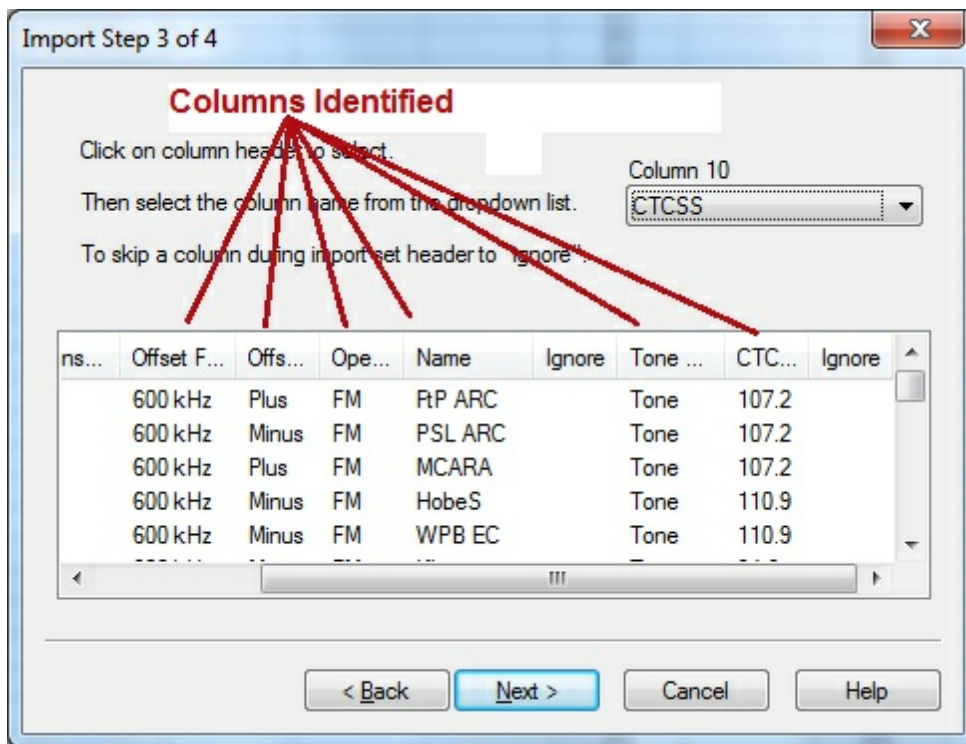 Import Step 3 of 4
Columns Identified
Click on column header to select.
Column 10
Then select the column name from the dropdown list.
CTCSS
To skip a column during import set header to "Ignore".
ns... Offset F... Offs... Ope... Name Ignore Tone ... CTC... Ignore
600 kHz Plus FM FtP ARC Tone 107.2
600 kHz Minus FM PSL ARC Tone 107.2
600 kHz Plus FM MCARA Tone 107.2
600 kHz Minus FM HobeS Tone 110.9
600 kHz Minus FM WPB EC Tone 110.9
< Back Next > Cancel Help